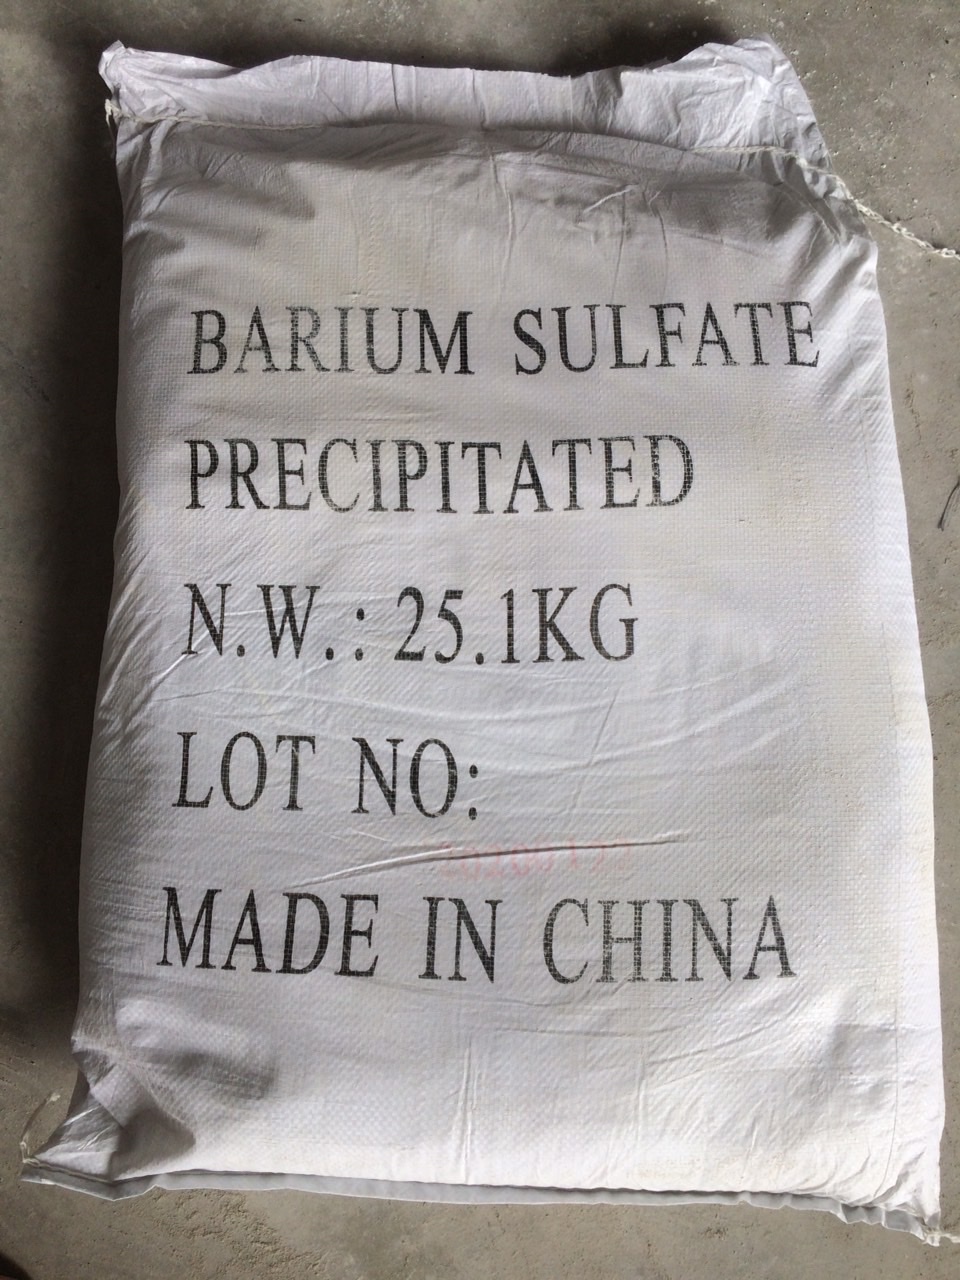 BARIUM SULFATE
PRECIPITATED
N.W.: 25.1KG
LOT NO:
MADE IN CHINA